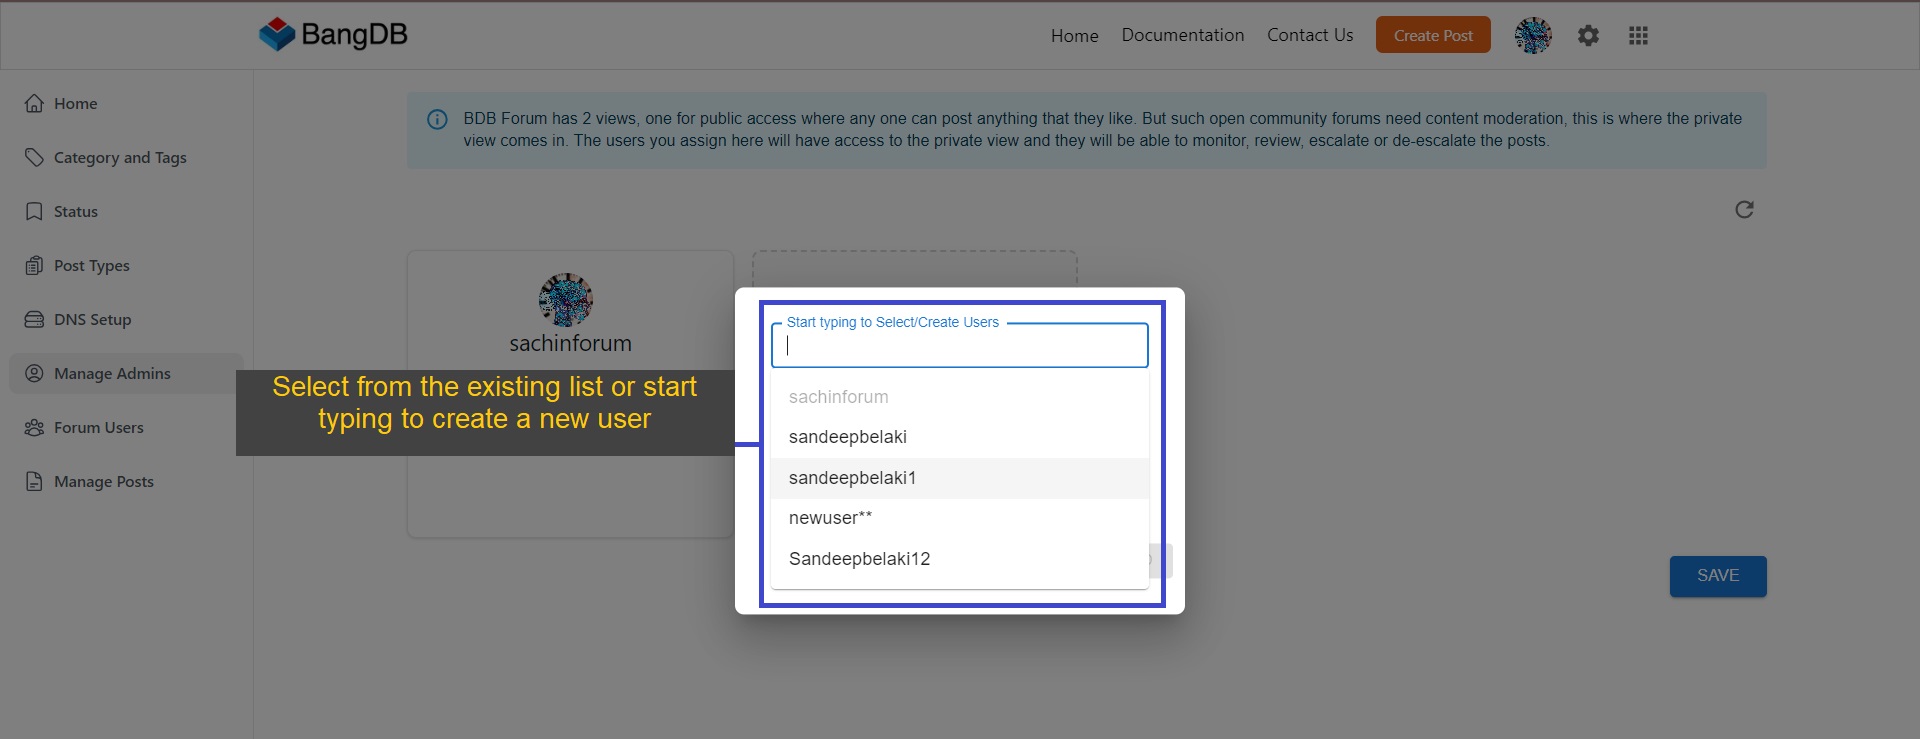 BangDB
Home
Documentation
Contact Us
Create Post
Home
Category and Tags
Status
Post Types
DNS Setup
Manage Admins
Forum Users
Manage Posts
BDB Forum has 2 views, one for public access where any one can post anything that they like. But such open community forums need content moderation, this is where the private
view comes in. The users you assign here will have access to the private view and they will be able to monitor, review, escalate or de-escalate the posts.
sachinforum
Select from the existing list or start
typing to create a new user
Start typing to Select/Create Users
sachinforum
sandeepbelaki
sandeepbelaki1
newuser**
Sandeepbelaki12
SAVE